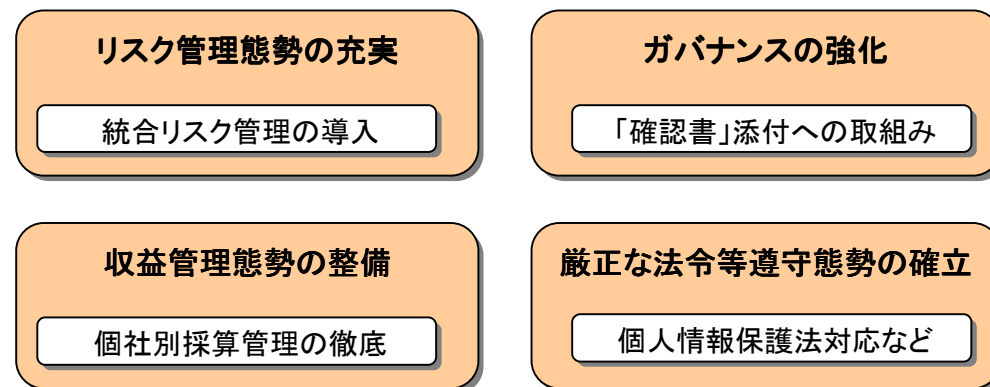 リスク管理態勢の充実
統合リスク管理の導入
ガバナンスの強化
「確認書」添付への取組み
収益管理態勢の整備
個社別採算管理の徹底
厳正な法令等遵守態勢の確立
個人情報保護法対応など